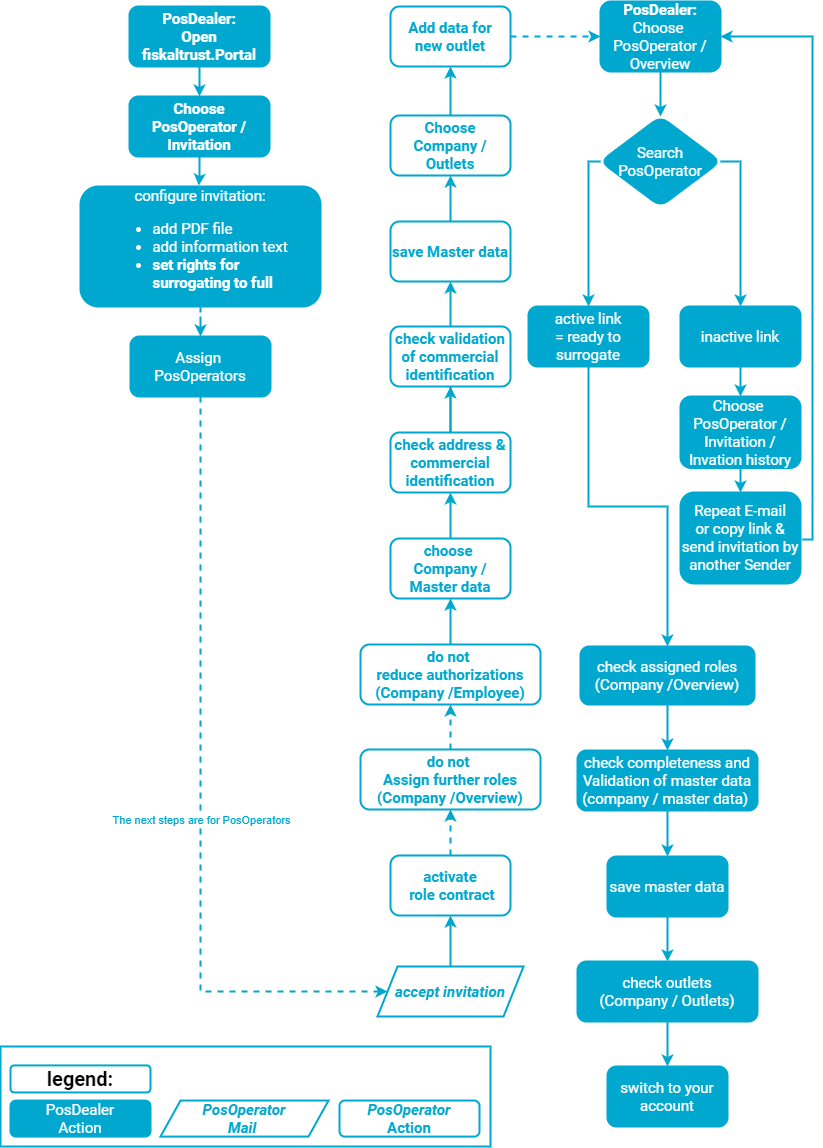 PosDealer:
Open
fiskaltrust.Portal
Choose
PosOperator /
Invitation
configure invitation:
• add PDF file
• add information text
• set rights for
surrogating to full
Assign
PosOperators
The next steps are for PosOperators
accept invitation
activate
role contract
do not
Assign further roles
(Company /Overview)
do not
reduce authorizations
(Company /Employee)
choose
Company /
Master data
check address &
commercial
identification
check validation
of commercial
identification
save Master data
Choose
Company /
Outlets
Add data for
new outlet
PosDealer:
Choose
PosOperator /
Overview
Search
PosOperator
active link
= ready to
surrogate
inactive link
Choose
PosOperator /
Invitation /
Invation history
Repeat E-mail
or copy link &
send invitation by
another Sender
check assigned roles
(Company /Overview)
check completeness and
Validation of master data
(company / master data)
save master data
check outlets
(Company / Outlets)
switch to your
account
legend:
PosDealer
Action
PosOperator
Mail
PosOperator
Action